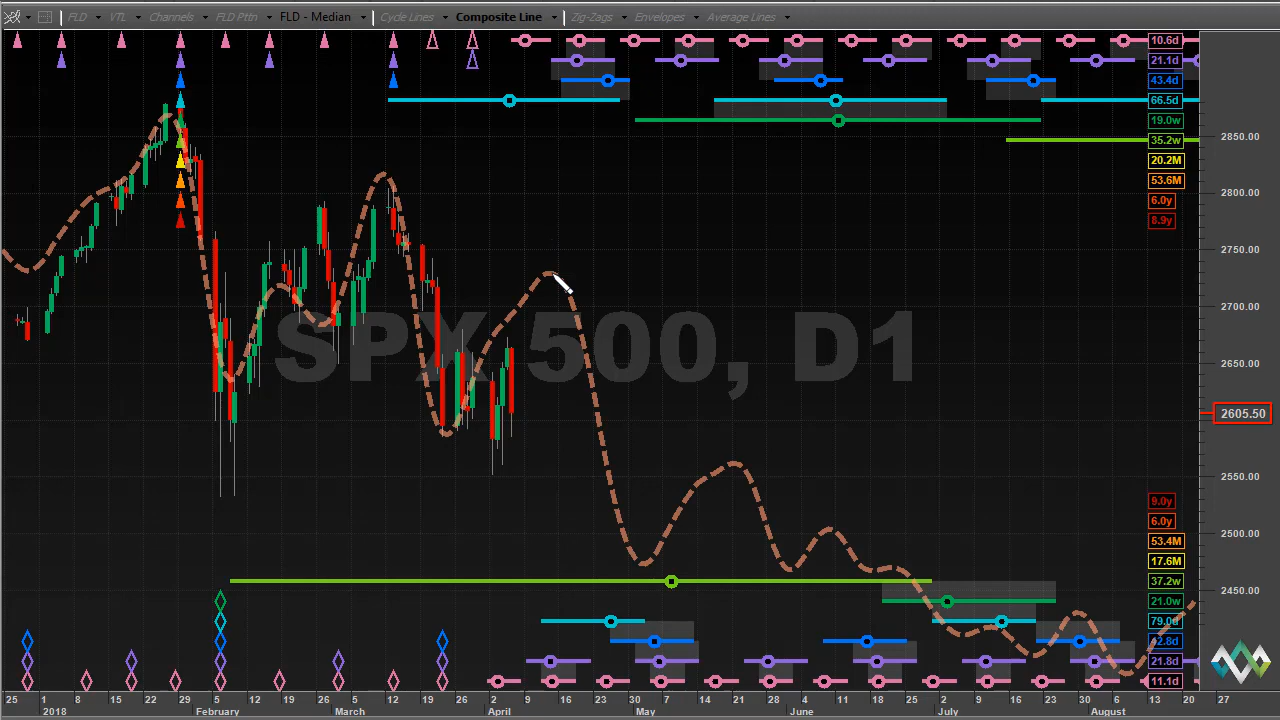 FLD VTL Channels FLD Pttn FLD - Median Cycle Lines Composite Line Zig-Zags Envelopes Average Lines
10.6d
21.1d
43.4d
66.5d
19.0w
35.2w
20.2M
53.6M
6.0y
8.9y
2850.00
2800.00
2750.00
2700.00
2650.00
2605.50
2550.00
2500.00
2450.00
SPX 500, D1
9.0y
6.0y
53.4M
17.6M
37.2w
21.0w
79.0d
42.8d
21.8d
11.1d
25 1 8 15 22 29 5 12 19 26 5 12 19 26 2 9 16 23 30 7 14 21 28 4 11 18 25 2 9 16 23 30 6 13 20 27
2018 February March April May June July August